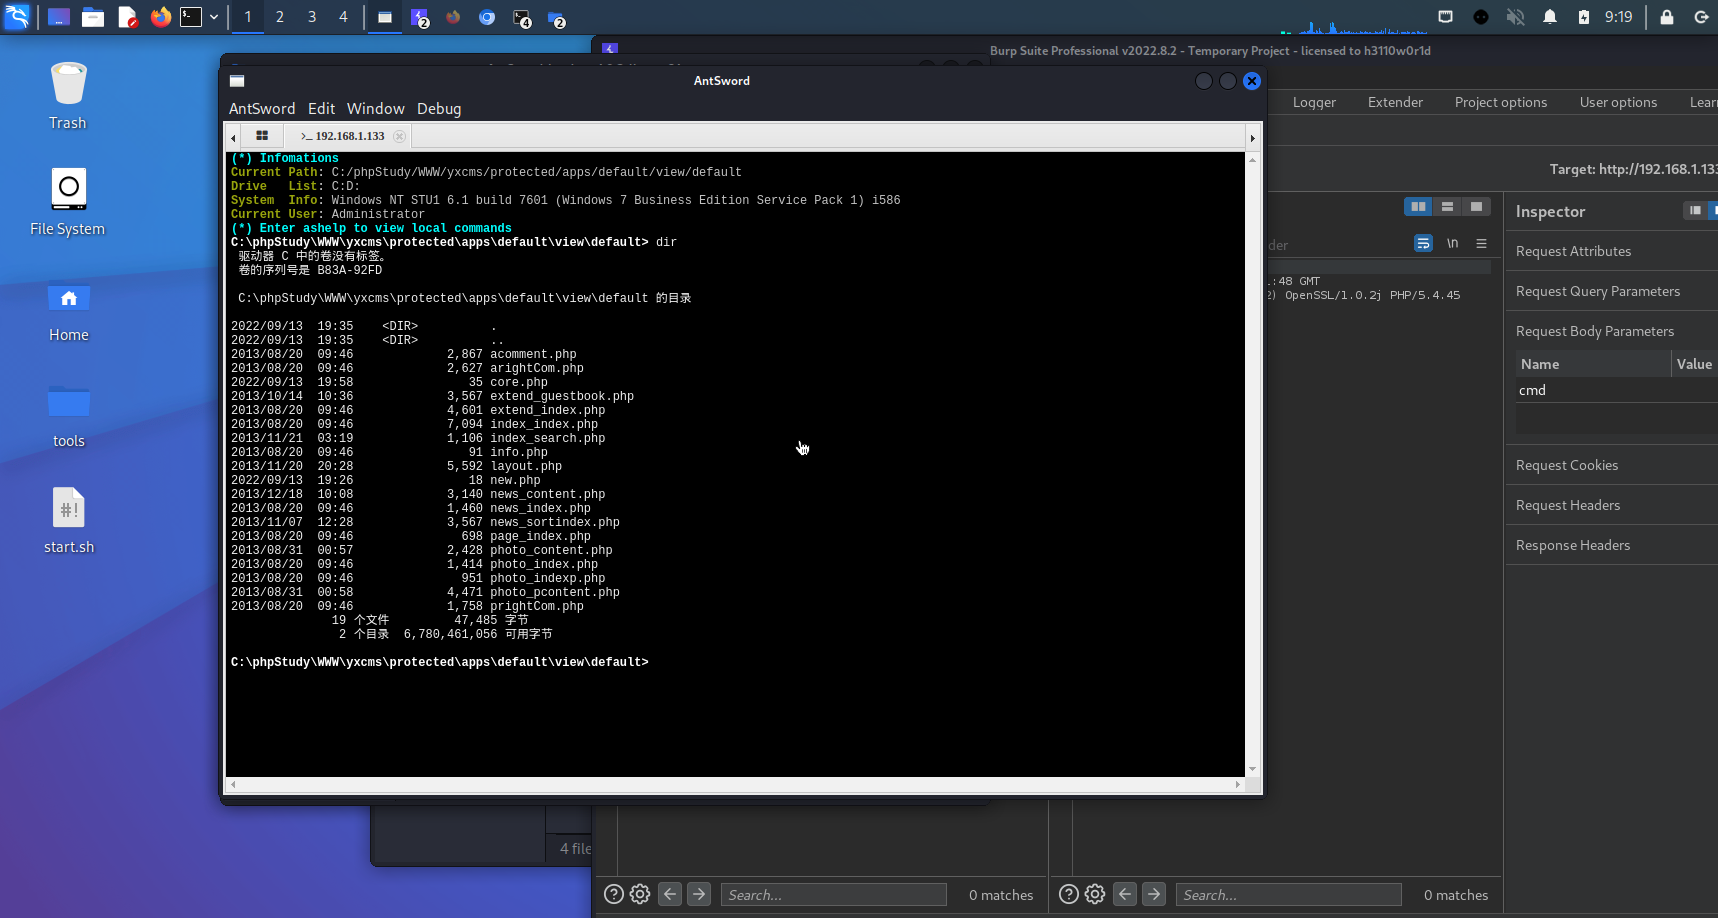 1 2 3 4 2 4 2 9:19
Burp Suite Professional v2022.8.2 - Temporary Project - licensed to h3110w0r1d
Trash
File System
Home
tools
#!
start.sh
AntSword
AntSword Edit Window Debug
>_ 192.168.1.133
(*) Infomations
Current Path: C:/phpStudy/WWW/yxcms/protected/apps/default/view/default
Drive   List: C:D:
System  Info: Windows NT STU1 6.1 build 7601 (Windows 7 Business Edition Service Pack 1) i586
Current User: Administrator
(*) Enter ashelp to view local commands
C:\phpStudy\WWW\yxcms\protected\apps\default\view\default> dir
驱动器 C 中的卷没有标签。
卷的序列号是 B83A-92FD
C:\phpStudy\WWW\yxcms\protected\apps\default\view\default 的目录
2022/09/13  19:35    <DIR>          .
2022/09/13  19:35    <DIR>          ..
2013/08/20  09:46             2,867 acomment.php
2013/08/20  09:46             2,627 arightCom.php
2022/09/13  19:58                35 core.php
2013/10/14  10:36             3,567 extend_guestbook.php
2013/08/20  09:46             4,601 extend_index.php
2013/08/20  09:46             7,094 index_index.php
2013/11/21  03:19             1,106 index_search.php
2013/08/20  09:46                91 info.php
2013/11/20  20:28             5,592 layout.php
2022/09/13  19:26                18 new.php
2013/12/18  10:08             3,140 news_content.php
2013/08/20  09:46             1,460 news_index.php
2013/11/07  12:28             3,567 news_sortindex.php
2013/08/20  09:46               698 page_index.php
2013/08/31  00:57             2,428 photo_content.php
2013/08/20  09:46             1,414 photo_index.php
2013/08/20  09:46               951 photo_indexp.php
2013/08/31  00:58             4,471 photo_pcontent.php
2013/08/20  09:46             1,758 prightCom.php
19 个文件         47,485 字节
2 个目录  6,780,461,056 可用字节
C:\phpStudy\WWW\yxcms\protected\apps\default\view\default>
Logger Extender Project options User options Lear
Target: http://192.168.1.133
der
\n
:48 GMT
2) OpenSSL/1.0.2j PHP/5.4.45
Inspector
Request Attributes
Request Query Parameters
Request Body Parameters
Name Value
cmd
Request Cookies
Request Headers
Response Headers
4 file
Search... 0 matches
Search... 0 matches